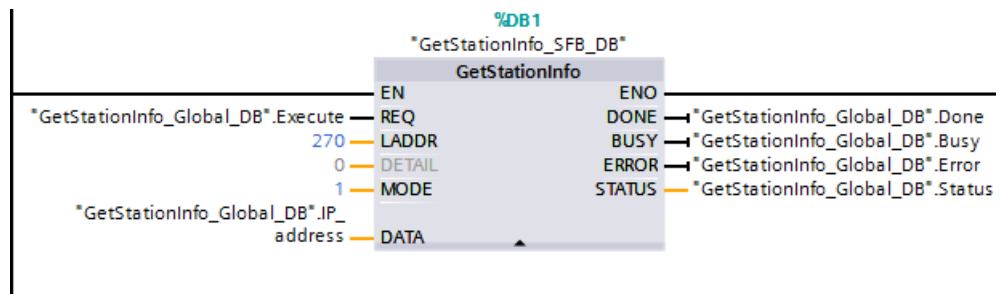 %DB1
"GetStationInfo_SFB_DB"
GetStationInfo
EN ENO
"GetStationInfo_Global_DB".Execute REQ DONE "GetStationInfo_Global_DB".Done
270 LADDR BUSY "GetStationInfo_Global_DB".Busy
0 DETAIL ERROR "GetStationInfo_Global_DB".Error
1 MODE STATUS "GetStationInfo_Global_DB".Status
"GetStationInfo_Global_DB".IP_
address DATA